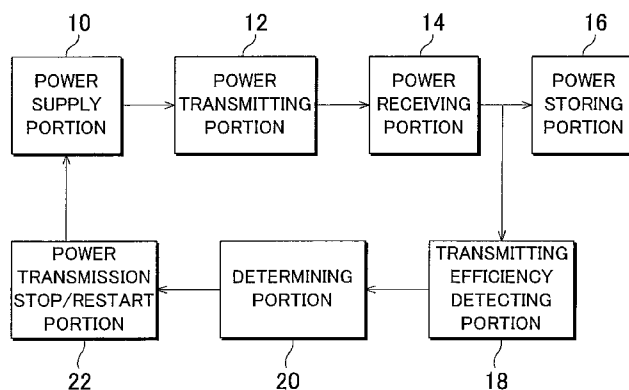 10
12
14
16
POWER
SUPPLY
PORTION
POWER
TRANSMITTING
PORTION
POWER
RECEIVING
PORTION
POWER
STORING
PORTION
POWER
TRANSMISSION
STOP/RESTART
PORTION
DETERMINING
PORTION
TRANSMITTING
EFFICIENCY
DETECTING
PORTION
22
20
18